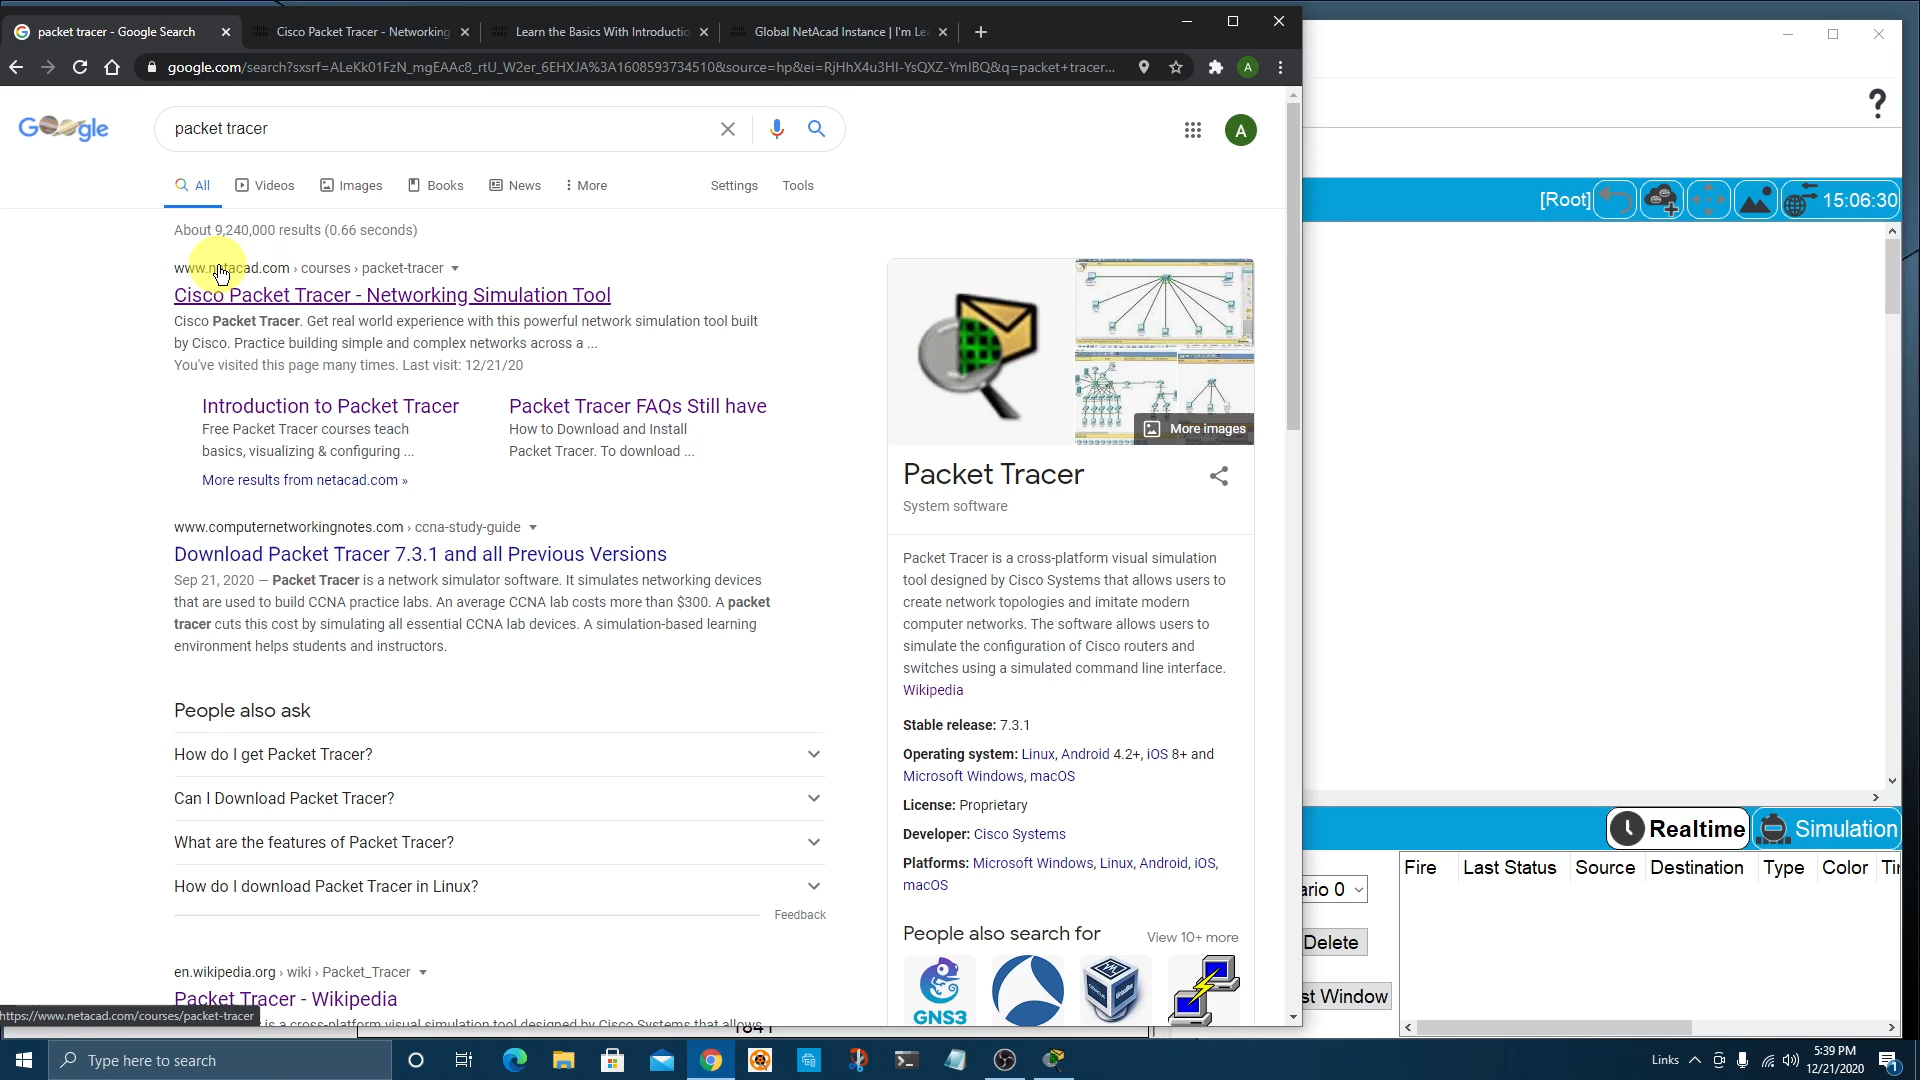 packet tracer - Google Search
Cisco Packet Tracer - Networking
Learn the Basics With Introductio
Global NetAcad Instance | I'm Le
google.com/search?sxsrf=ALeKk01FzN_mgEAAc8_rtU_W2er_6EHXJA%3A1608593734510&source=hp&ei=RjHhX4u3HI-YsQXZ-YmIBQ&q=packet+tracer...
A
Google
packet tracer
A
All
Videos
Images
Books
News
More
Settings
Tools
About 9,240,000 results (0.66 seconds)
www.netacad.com › courses › packet-tracer
Cisco Packet Tracer - Networking Simulation Tool
Cisco Packet Tracer. Get real world experience with this powerful network simulation tool built
by Cisco. Practice building simple and complex networks across a ...
You've visited this page many times. Last visit: 12/21/20
Introduction to Packet Tracer
Free Packet Tracer courses teach
basics, visualizing & configuring ...
Packet Tracer FAQs Still have
How to Download and Install
Packet Tracer. To download ...
More results from netacad.com »
www.computernetworkingnotes.com › ccna-study-guide
Download Packet Tracer 7.3.1 and all Previous Versions
Sep 21, 2020 — Packet Tracer is a network simulator software. It simulates networking devices
that are used to build CCNA practice labs. An average CCNA lab costs more than $300. A packet
tracer cuts this cost by simulating all essential CCNA lab devices. A simulation-based learning
environment helps students and instructors.
People also ask
How do I get Packet Tracer?
Can I Download Packet Tracer?
What are the features of Packet Tracer?
How do I download Packet Tracer in Linux?
Feedback
en.wikipedia.org › wiki › Packet_Tracer
Packet Tracer - Wikipedia
is a cross-platform visual simulation tool designed by Cisco Systems that allows
https://www.netacad.com/courses/packet-tracer
More images
Packet Tracer
System software
Packet Tracer is a cross-platform visual simulation
tool designed by Cisco Systems that allows users to
create network topologies and imitate modern
computer networks. The software allows users to
simulate the configuration of Cisco routers and
switches using a simulated command line interface.
Wikipedia
Stable release: 7.3.1
Operating system: Linux, Android 4.2+, iOS 8+ and
Microsoft Windows, macOS
License: Proprietary
Developer: Cisco Systems
Platforms: Microsoft Windows, Linux, Android, iOS,
macOS
People also search for
View 10+ more
GNS3
?
[Root]
15:06:30
Realtime
Simulation
ario 0
Delete
st Window
Fire
Last Status
Source
Destination
Type
Color
Tir
1841
Type here to search
Links
5:39 PM
12/21/2020
1